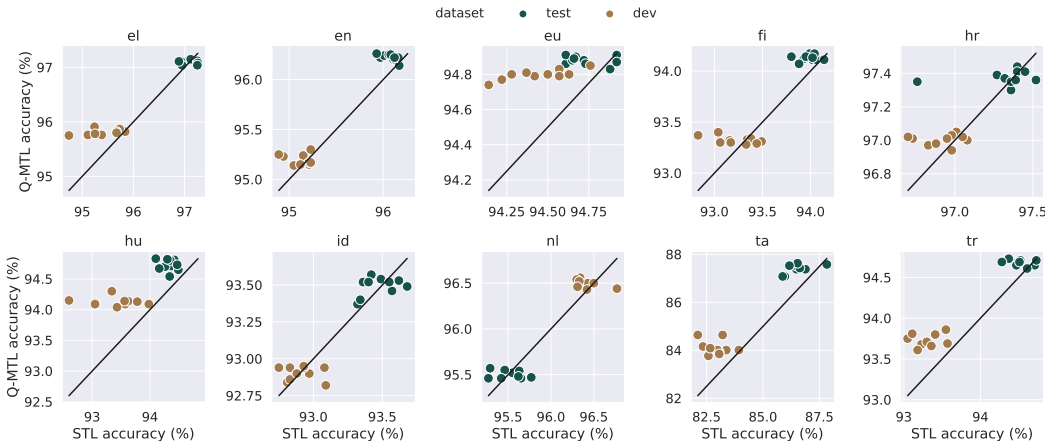 dataset test dev
el en eu fi hr
Q-MTL accuracy (%)
97
96
95
95 96 97
96.0
95.5
95.0
95 96
95.0
94.8
94.6
94.4
94.2
94.25 94.50 94.75
94.0
93.5
93.0
93.0 93.5 94.0
97.4
97.2
97.0
96.8
97.0 97.5
hu id nl ta tr
Q-MTL accuracy (%)
94.5
94.0
93.5
93.0
92.5
93 94
STL accuracy (%)
93.50
93.25
93.00
92.75
93.0 93.5
STL accuracy (%)
96.5
96.0
95.5
95.5 96.0 96.5
STL accuracy (%)
88
86
84
82
82.5 85.0 87.5
STL accuracy (%)
94.5
94.0
93.5
93.0
93 94
STL accuracy (%)